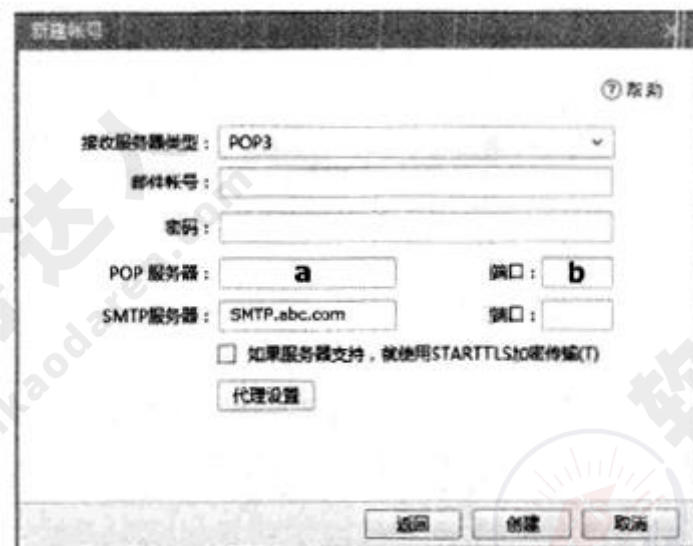 新建帐号
? 帮助
接收服务器类型： POP3
邮件帐号：
密码：
POP 服务器： a 端口： b
SMTP服务器： SMTP.abc.com 端口：
如果服务器支持，就使用STARTTLS加密传输(T)
代理设置
返回 创建 取消